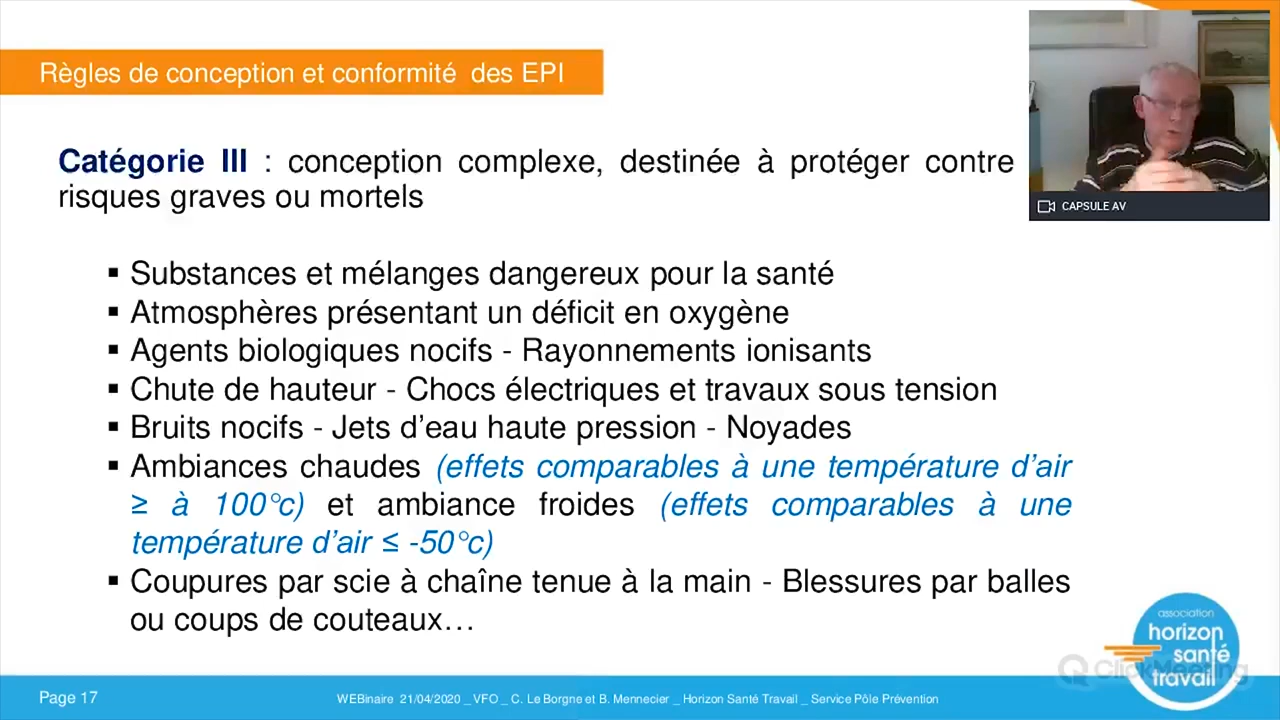 Règles de conception et conformité des EPI
Catégorie III : conception complexe, destinée à protéger contre
risques graves ou mortels
▪ Substances et mélanges dangereux pour la santé
▪ Atmosphères présentant un déficit en oxygène
▪ Agents biologiques nocifs - Rayonnements ionisants
▪ Chute de hauteur - Chocs électriques et travaux sous tension
▪ Bruits nocifs - Jets d’eau haute pression - Noyades
▪ Ambiances chaudes (effets comparables à une température d’air
≥ à 100°c) et ambiance froides (effets comparables à une
température d’air ≤ -50°c)
▪ Coupures par scie à chaîne tenue à la main - Blessures par balles
ou coups de couteaux…
CAPSULE AV
association
horizon
santé
travail
ClickMeeting
Page 17
WEBinaire 21/04/2020 _ VFO _ C. Le Borgne et B. Mennecier _ Horizon Santé Travail _ Service Pôle Prévention